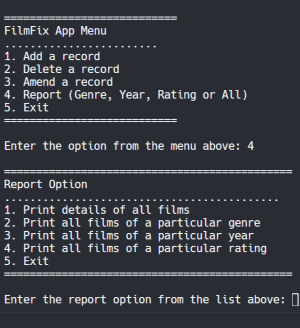 ===========================
FilmFix App Menu
........................
1. Add a record
2. Delete a record
3. Amend a record
4. Report (Genre, Year, Rating or All)
5. Exit
===========================
Enter the option from the menu above: 4
=============================================
Report Option
...........................................
1. Print details of all films
2. Print all films of a particular genre
3. Print all films of a particular year
4. Print all films of a particular rating
5. Exit
=============================================
Enter the report option from the list above: